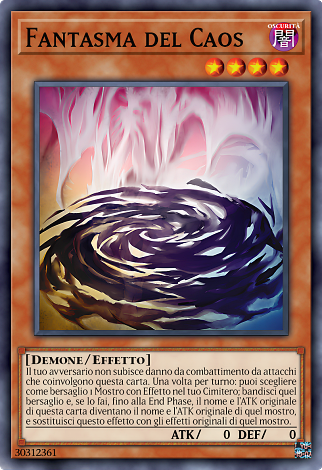 FANTASMA DEL CAOS
OSCURITÀ
闇
[DEMONE/EFFETTO]
Il tuo avversario non subisce danno da combattimento da attacchi
che coinvolgono questa carta. Una volta per turno: puoi scegliere
come bersaglio 1 Mostro con Effetto nel tuo Cimitero; bandisci quel
bersaglio e, se lo fai, fino alla End Phase, il nome e l'ATK originale
di questa carta diventano il nome e l'ATK originale di quel mostro,
e sostituisci questo effetto con gli effetti originali di quel mostro.
ATK/ 0 DEF/ 0
30312361